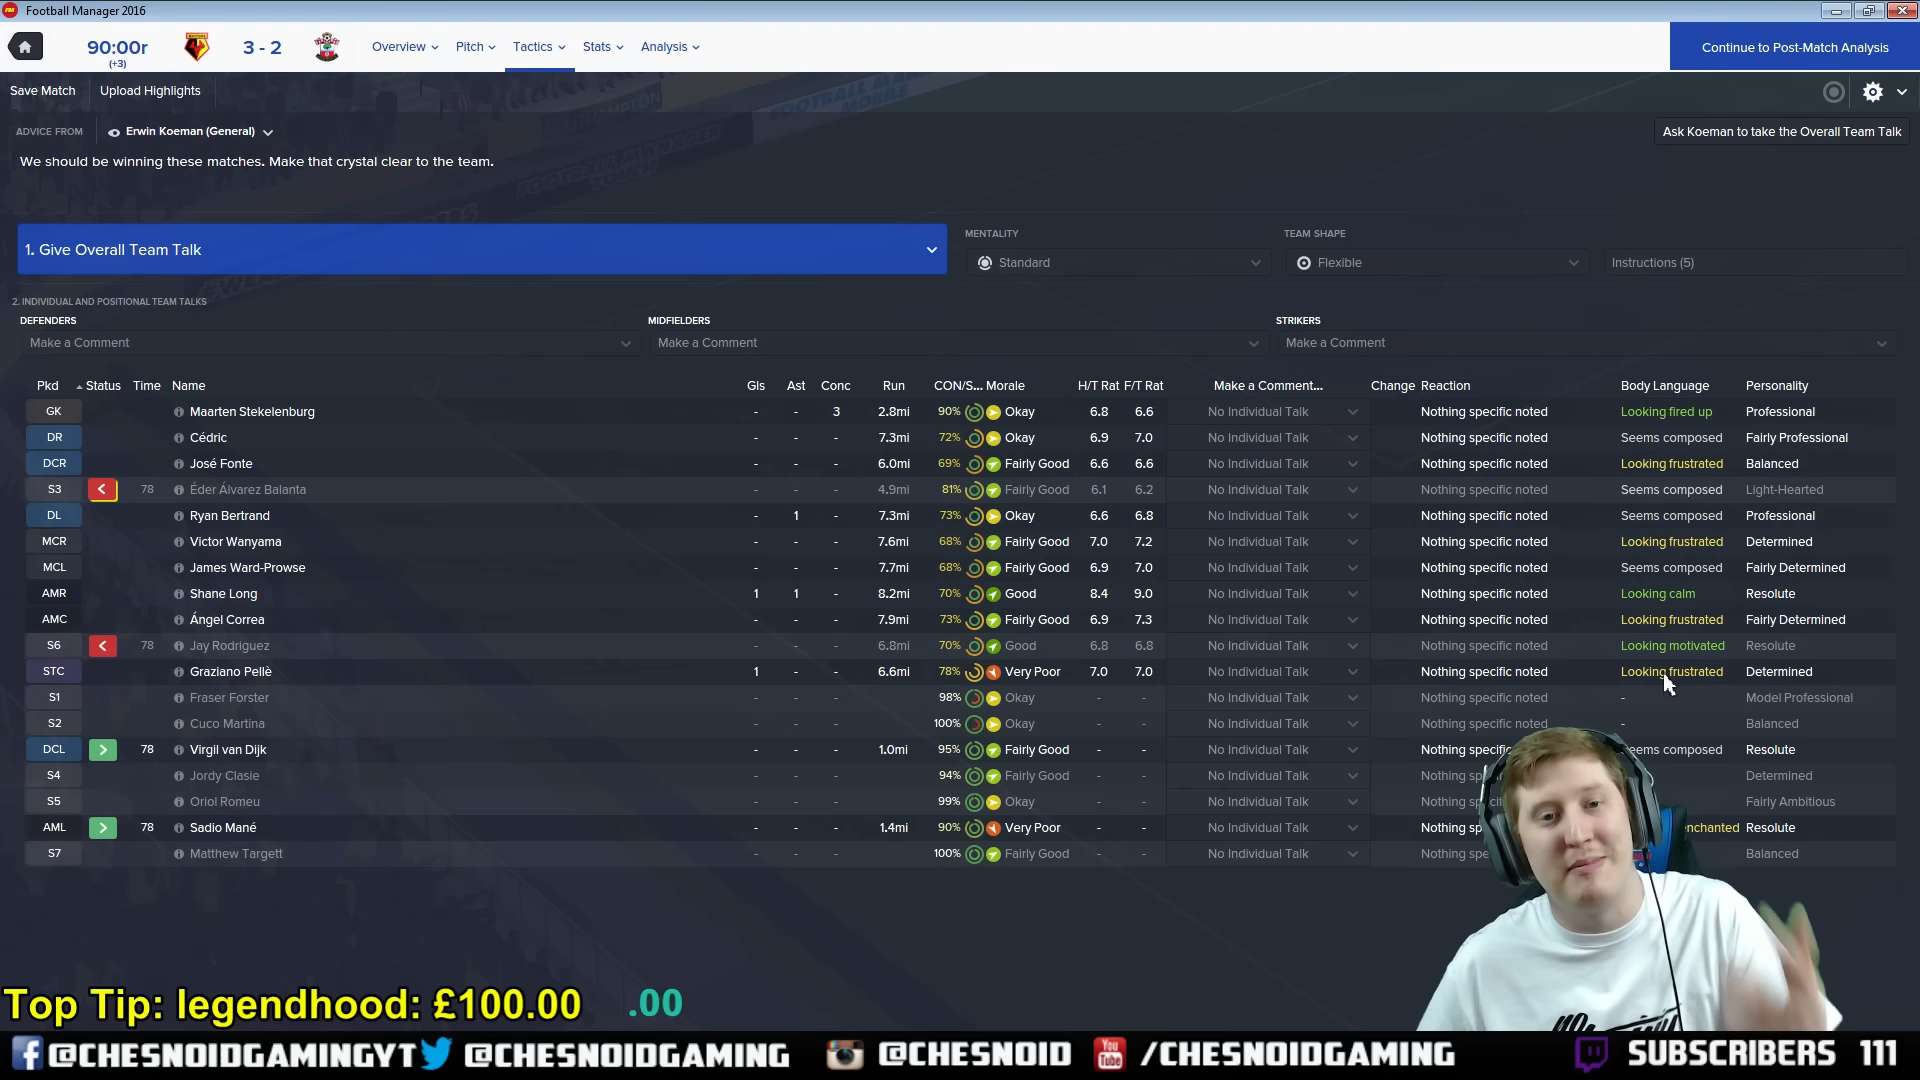 Football Manager 2016
90:00r
(+3)
3 - 2
Overview
Pitch
Tactics
Stats
Analysis
Continue to Post-Match Analysis
Save Match
Upload Highlights
ADVICE FROM
Erwin Koeman (General)
Ask Koeman to take the Overall Team Talk
We should be winning these matches. Make that crystal clear to the team.
1. Give Overall Team Talk
MENTALITY
Standard
TEAM SHAPE
Flexible
Instructions (5)
2. INDIVIDUAL AND POSITIONAL TEAM TALKS
DEFENDERS
MIDFIELDERS
STRIKERS
Make a Comment
Make a Comment
Make a Comment
Pkd Status Time Name Gls Ast Conc Run CON/S... Morale H/T Rat F/T Rat Make a Comment... Change Reaction Body Language Personality
GK Maarten Stekelenburg - - 3 2.8mi 90% Okay 6.8 6.6 No Individual Talk Nothing specific noted Looking fired up Professional
DR Cédric - - - 7.3mi 72% Okay 6.9 7.0 No Individual Talk Nothing specific noted Seems composed Fairly Professional
DCR José Fonte - - - 6.0mi 69% Fairly Good 6.6 6.6 No Individual Talk Nothing specific noted Looking frustrated Balanced
S3 78 Éder Álvarez Balanta - - - 4.9mi 81% Fairly Good 6.1 6.2 No Individual Talk Nothing specific noted Seems composed Light-Hearted
DL Ryan Bertrand - 1 - 7.3mi 73% Okay 6.6 6.8 No Individual Talk Nothing specific noted Seems composed Professional
MCR Victor Wanyama - - - 7.6mi 68% Fairly Good 7.0 7.2 No Individual Talk Nothing specific noted Looking frustrated Determined
MCL James Ward-Prowse - - - 7.7mi 68% Fairly Good 6.9 7.0 No Individual Talk Nothing specific noted Seems composed Fairly Determined
AMR Shane Long 1 1 - 8.2mi 70% Good 8.4 9.0 No Individual Talk Nothing specific noted Looking calm Resolute
AMC Ángel Correa - - - 7.9mi 73% Fairly Good 6.9 7.3 No Individual Talk Nothing specific noted Looking frustrated Fairly Determined
S6 78 Jay Rodriguez - - - 6.8mi 70% Good 6.8 6.8 No Individual Talk Nothing specific noted Looking motivated Resolute
STC Graziano Pellè 1 - - 6.6mi 78% Very Poor 7.0 7.0 No Individual Talk Nothing specific noted Looking frustrated Determined
S1 Fraser Forster - - - 98% Okay - - No Individual Talk Nothing specific noted - Model Professional
S2 Cuco Martina - - - 100% Okay - - No Individual Talk Nothing specific noted - Balanced
DCL 78 Virgil van Dijk - - - 1.0mi 95% Fairly Good - - No Individual Talk Nothing spe eems composed Resolute
S4 Jordy Clasie - - - 94% Fairly Good - - No Individual Talk Nothing spe Determined
S5 Oriol Romeu - - - 99% Okay - - No Individual Talk Nothing spe Fairly Ambitious
AML 78 Sadio Mané - - - 1.4mi 90% Very Poor - - No Individual Talk Nothing sp enchanted Resolute
S7 Matthew Targett - - - 100% Fairly Good - - No Individual Talk Nothing spe Balanced
Top Tip: legendhood: £100.00 .00
@CHESNOIDGAMINGYT @CHESNOIDGAMING @CHESNOID You Tube /CHESNOIDGAMING SUBSCRIBERS 111